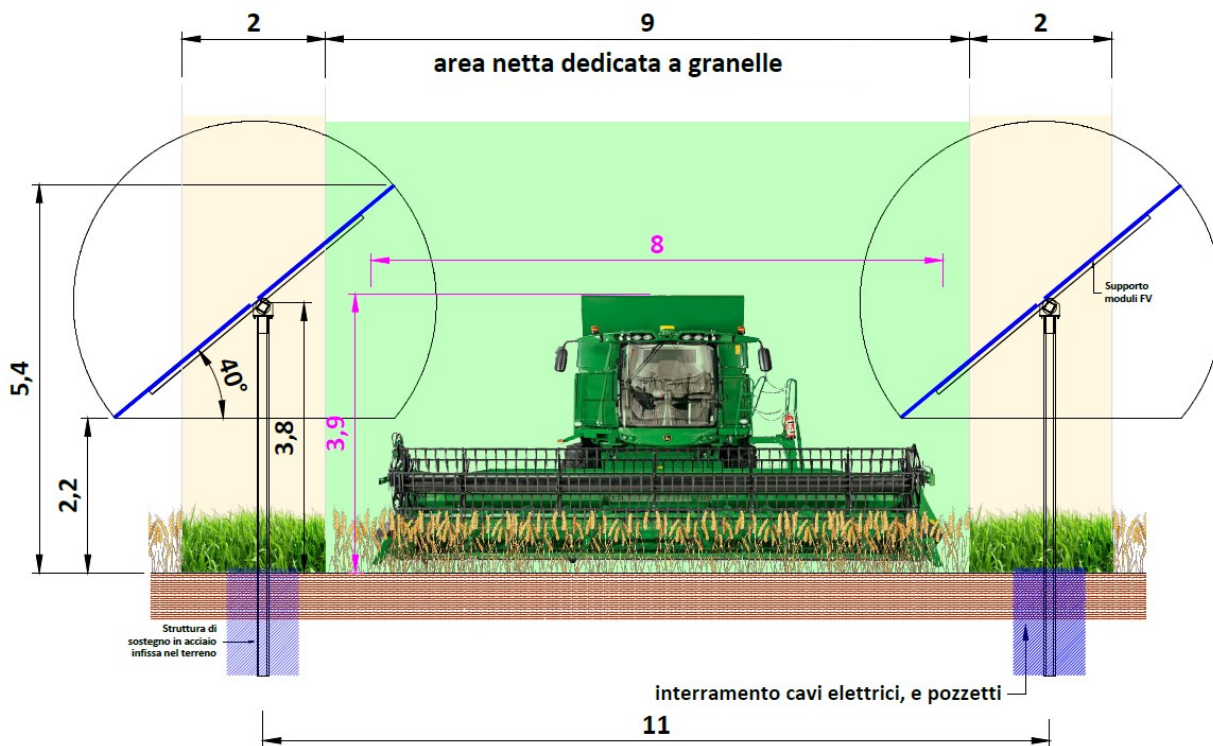 2
9
2
area netta dedicata a granelle
8
Supporto
moduli FV
5,4
40°
3,8
3,9
2,2
Struttura di
sostegno in acciaio
infissa nel terreno
interramento cavi elettrici, e pozzetti
11